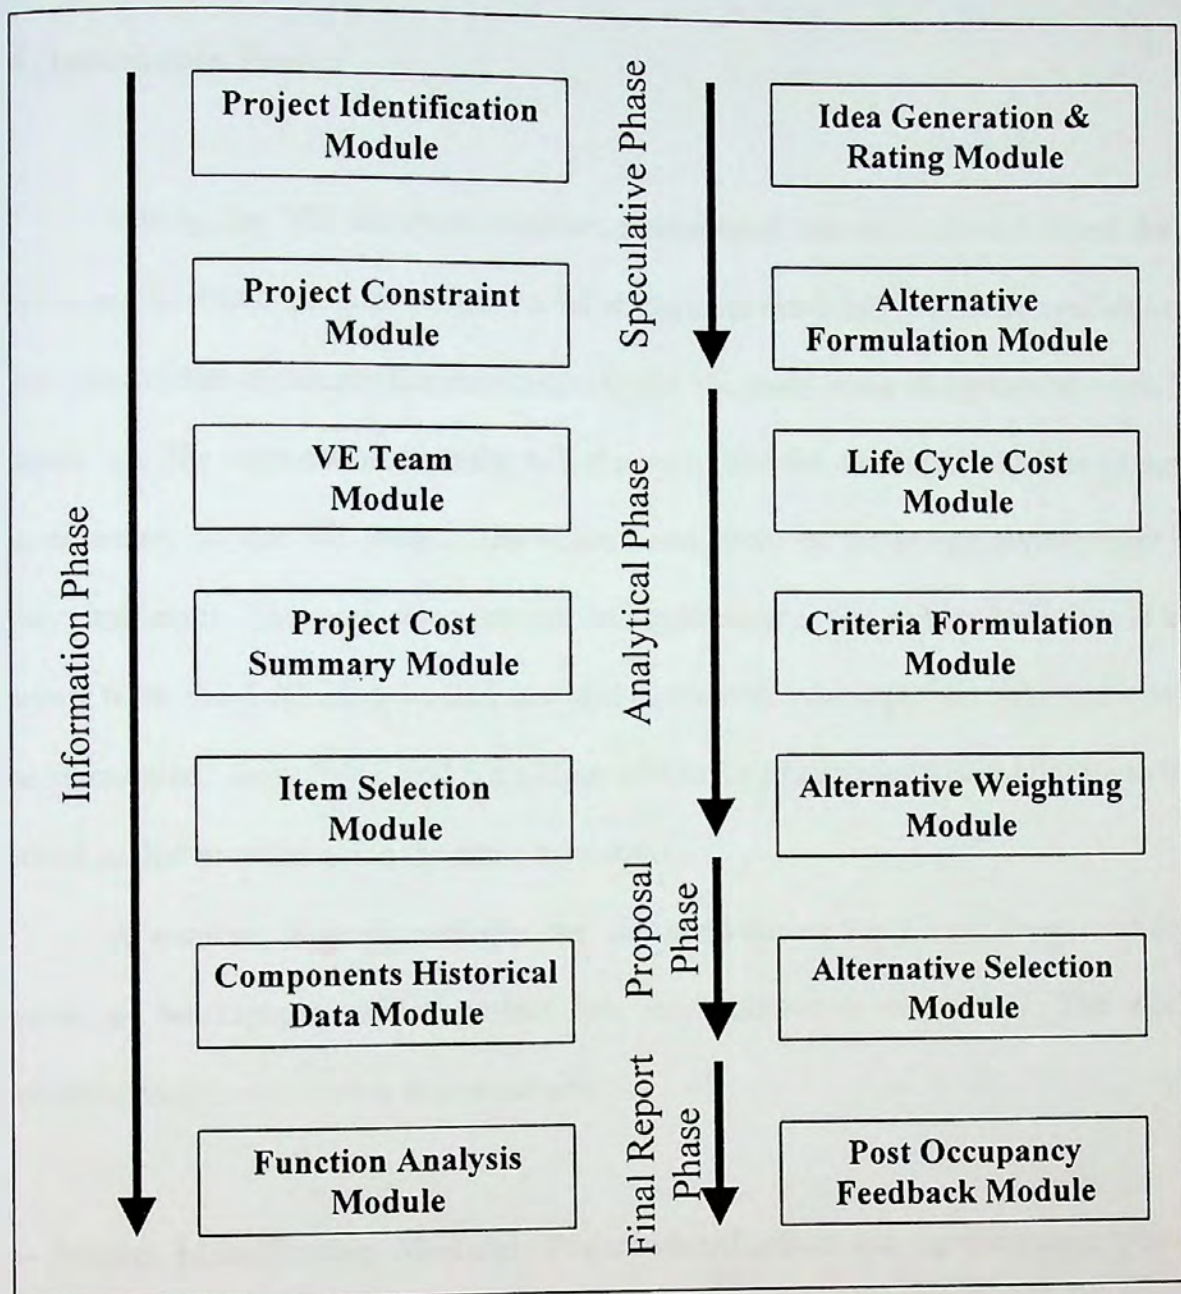 Information Phase
Project Identification
Module
Project Constraint
Module
VE Team
Module
Project Cost
Summary Module
Item Selection
Module
Components Historical
Data Module
Function Analysis
Module
Speculative Phase
Idea Generation &
Rating Module
Alternative
Formulation Module
Analytical Phase
Life Cycle Cost
Module
Criteria Formulation
Module
Alternative Weighting
Module
Proposal
Phase
Alternative Selection
Module
Final Report
Phase
Post Occupancy
Feedback Module